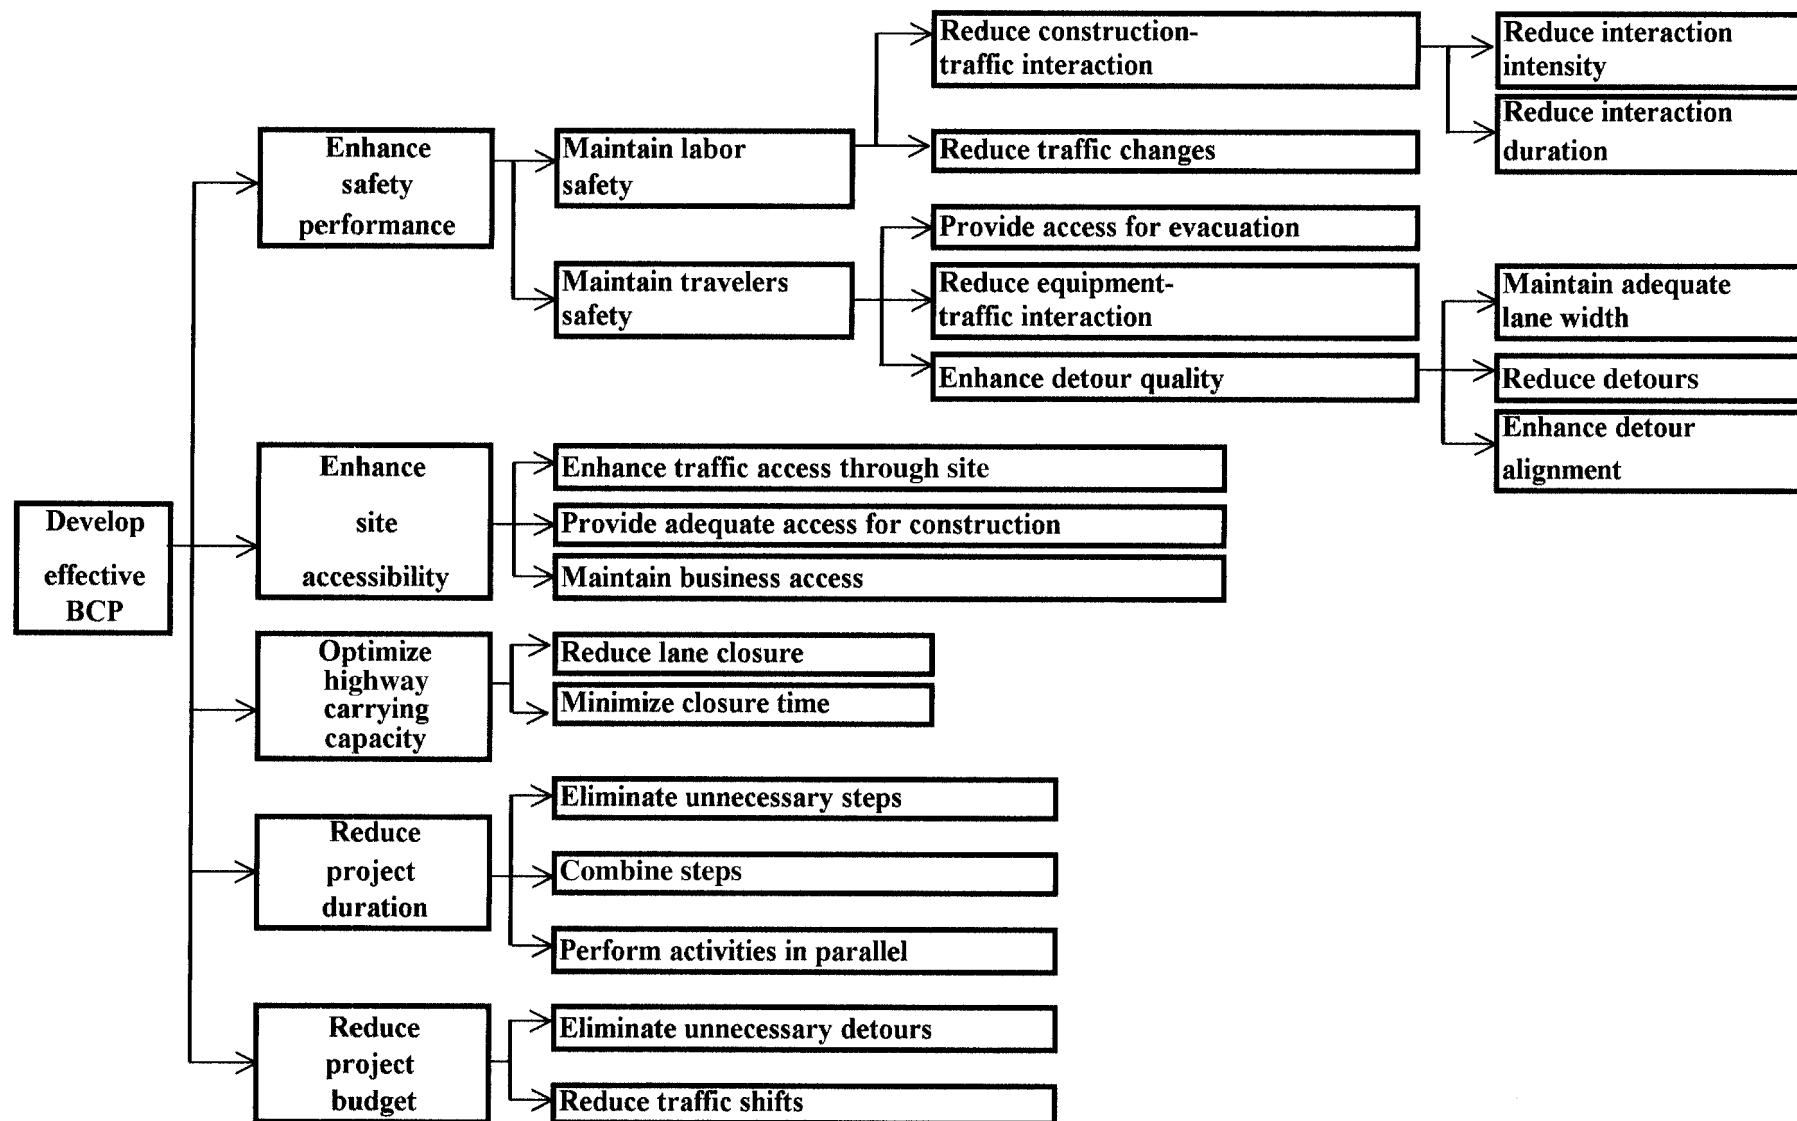 Develop
effective
BCP
Enhance
safety
performance
Maintain labor
safety
Reduce construction-
traffic interaction
Reduce interaction
intensity
Reduce interaction
duration
Reduce traffic changes
Maintain travelers
safety
Provide access for evacuation
Reduce equipment-
traffic interaction
Enhance detour quality
Maintain adequate
lane width
Reduce detours
Enhance detour
alignment
Enhance
site
accessibility
Enhance traffic access through site
Provide adequate access for construction
Maintain business access
Optimize
highway
carrying
capacity
Reduce lane closure
Minimize closure time
Reduce
project
duration
Eliminate unnecessary steps
Combine steps
Perform activities in parallel
Reduce
project
budget
Eliminate unnecessary detours
Reduce traffic shifts